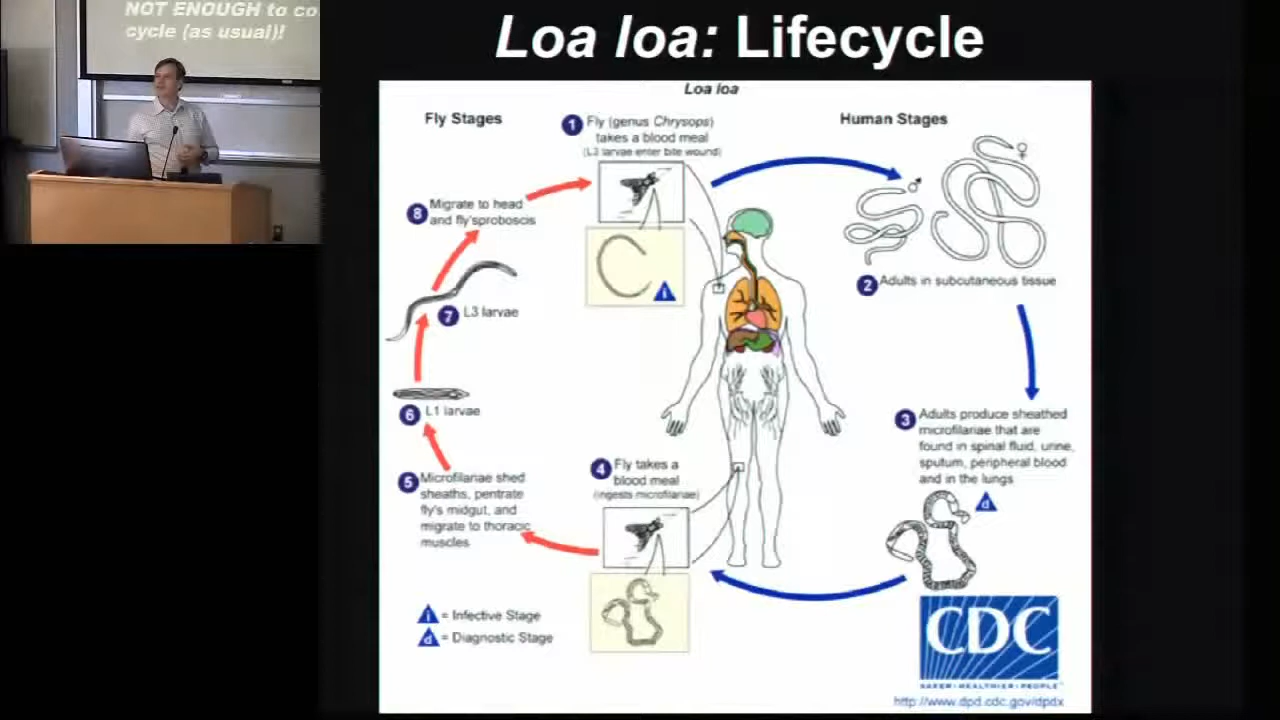 NOT ENOUGH to co
cycle (as usual)!
Loa loa: Lifecycle
Loa loa
Fly Stages
Human Stages
1 Fly (genus Chrysops)
takes a blood meal
(L3 larvae enter bite wound)
i
♂
♀
2 Adults in subcutaneous tissue
3 Adults produce sheathed
microfilariae that are
found in spinal fluid, urine,
sputum, peripheral blood
and in the lungs
d
4 Fly takes a
blood meal
(ingests microfilariae)
5 Microfilariae shed
sheaths, pentrate
fly's midgut, and
migrate to thoracic
muscles
6 L1 larvae
7 L3 larvae
8 Migrate to head
and fly'sproboscis
i = Infective Stage
d = Diagnostic Stage
CDC
SAFER•HEALTHIER•PEOPLE™
http://www.dpd.cdc.gov/dpdx